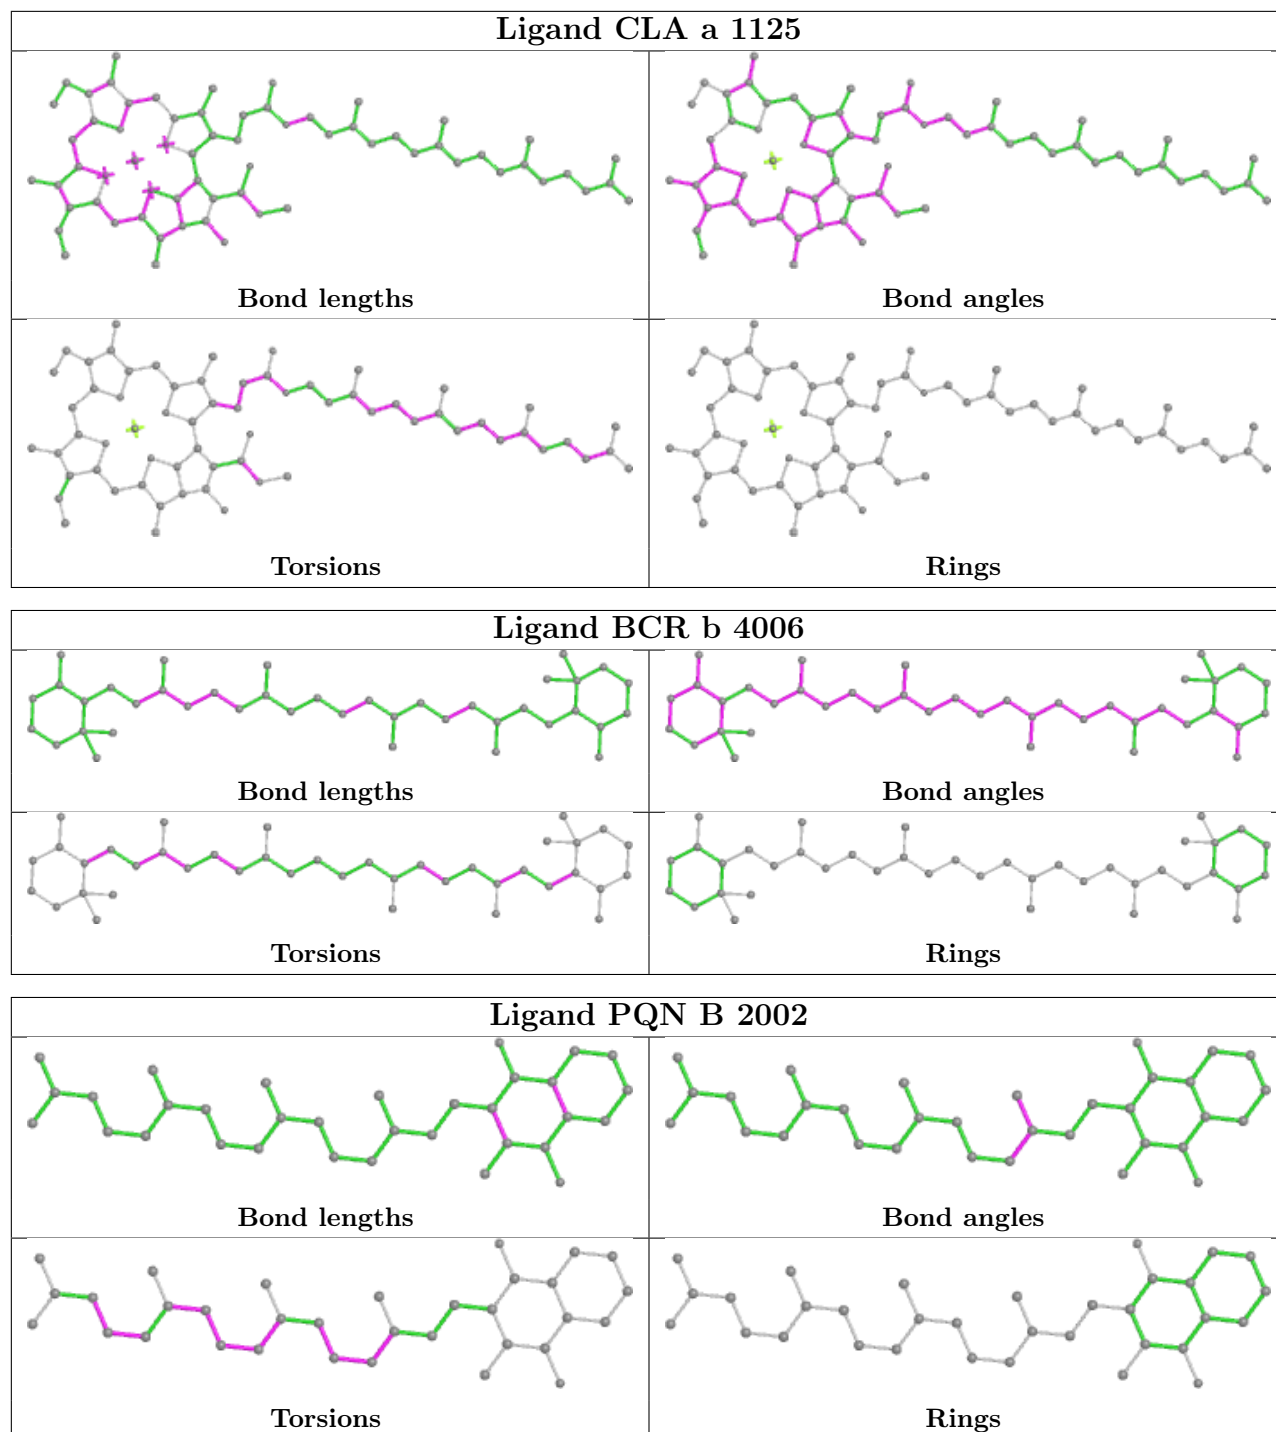 Ligand CLA a 1125
Bond lengths
Bond angles
Torsions
Rings
Ligand BCR b 4006
Bond lengths
Bond angles
Torsions
Rings
Ligand PQN B 2002
Bond lengths
Bond angles
Torsions
Rings